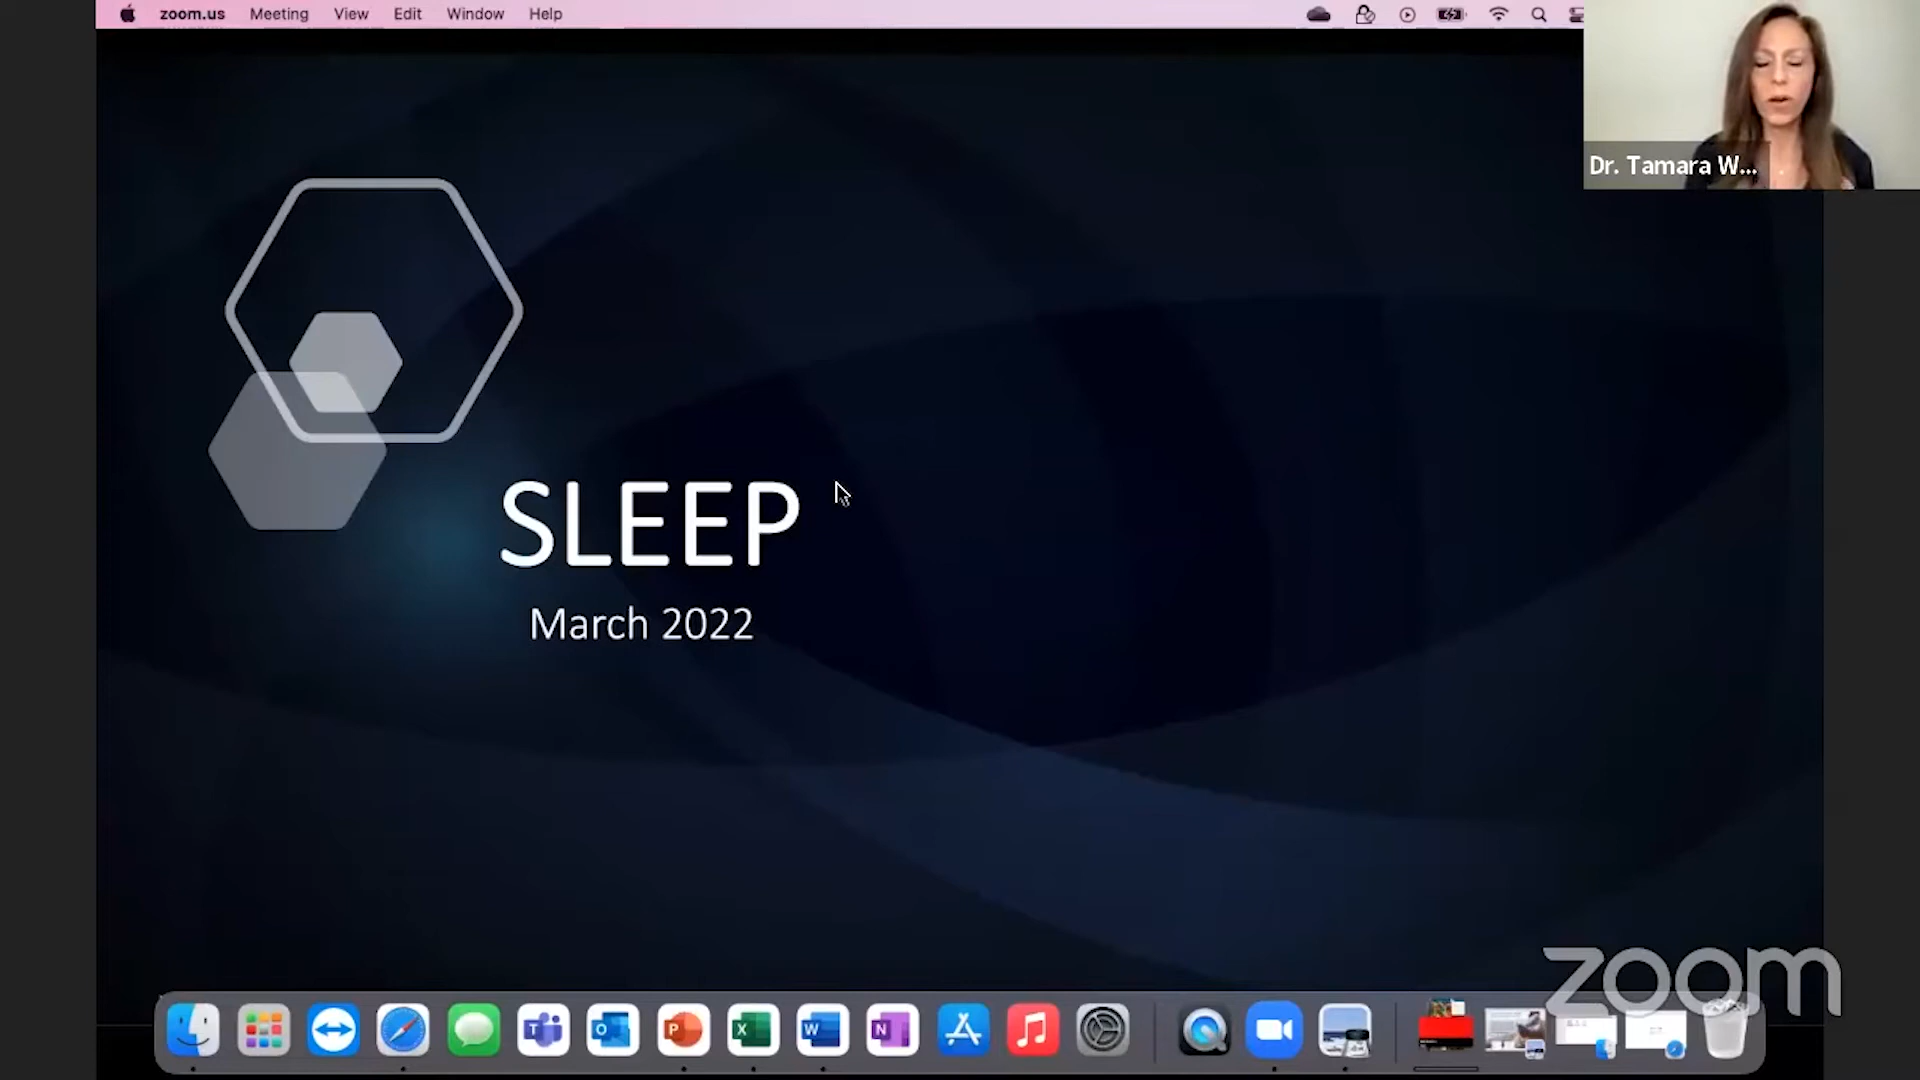 zoom.us Meeting View Edit Window Help
Dr. Tamara W...
SLEEP
March 2022
zoom